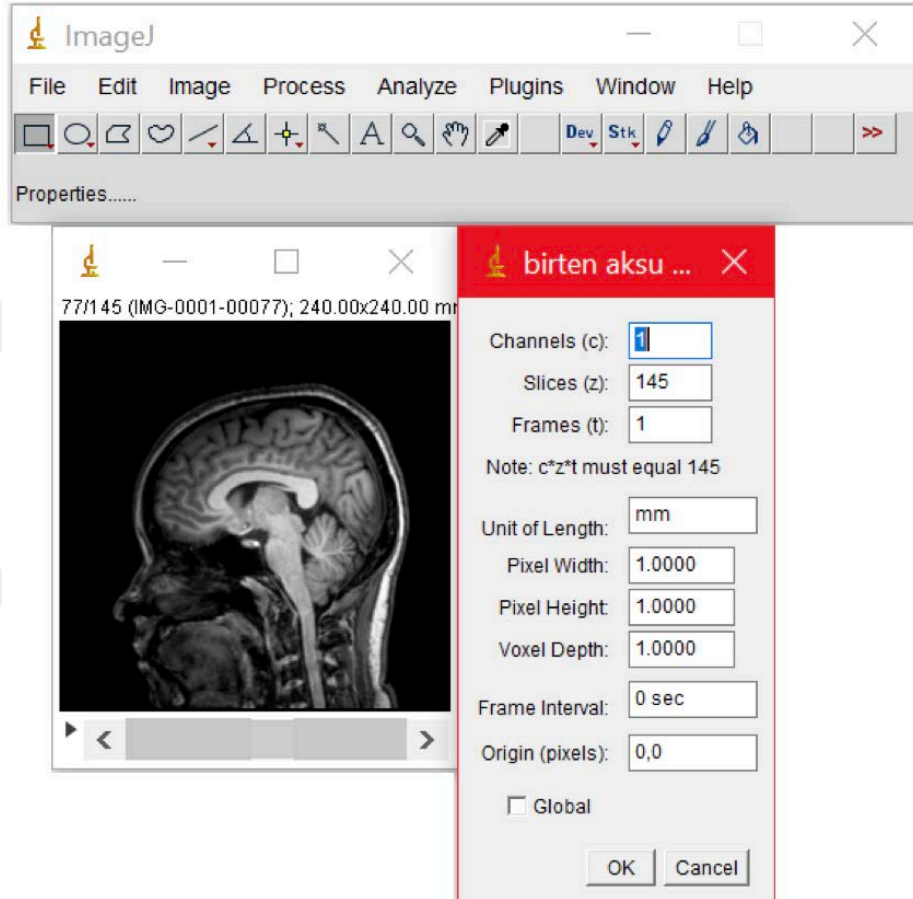 ImageJ
File Edit Image Process Analyze Plugins Window Help
A Dev Stk >>
Properties......
77/145 (IMG-0001-00077); 240.00x240.00 mm
birten aksu ...
Channels (c): 1
Slices (z): 145
Frames (t): 1
Note: c*z*t must equal 145
Unit of Length: mm
Pixel Width: 1.0000
Pixel Height: 1.0000
Voxel Depth: 1.0000
Frame Interval: 0 sec
Origin (pixels): 0,0
Global
OK Cancel